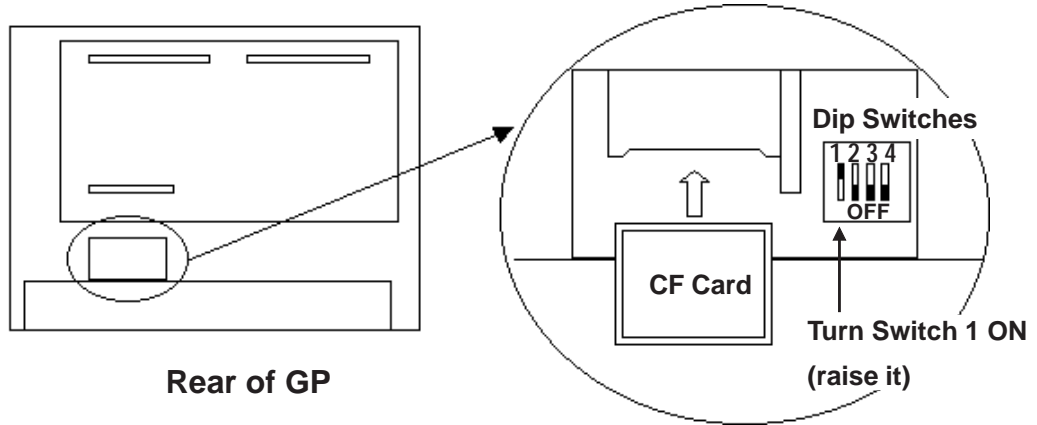 Rear of GP
Dip Switches
1 2 3 4
OFF
CF Card
Turn Switch 1 ON
(raise it)